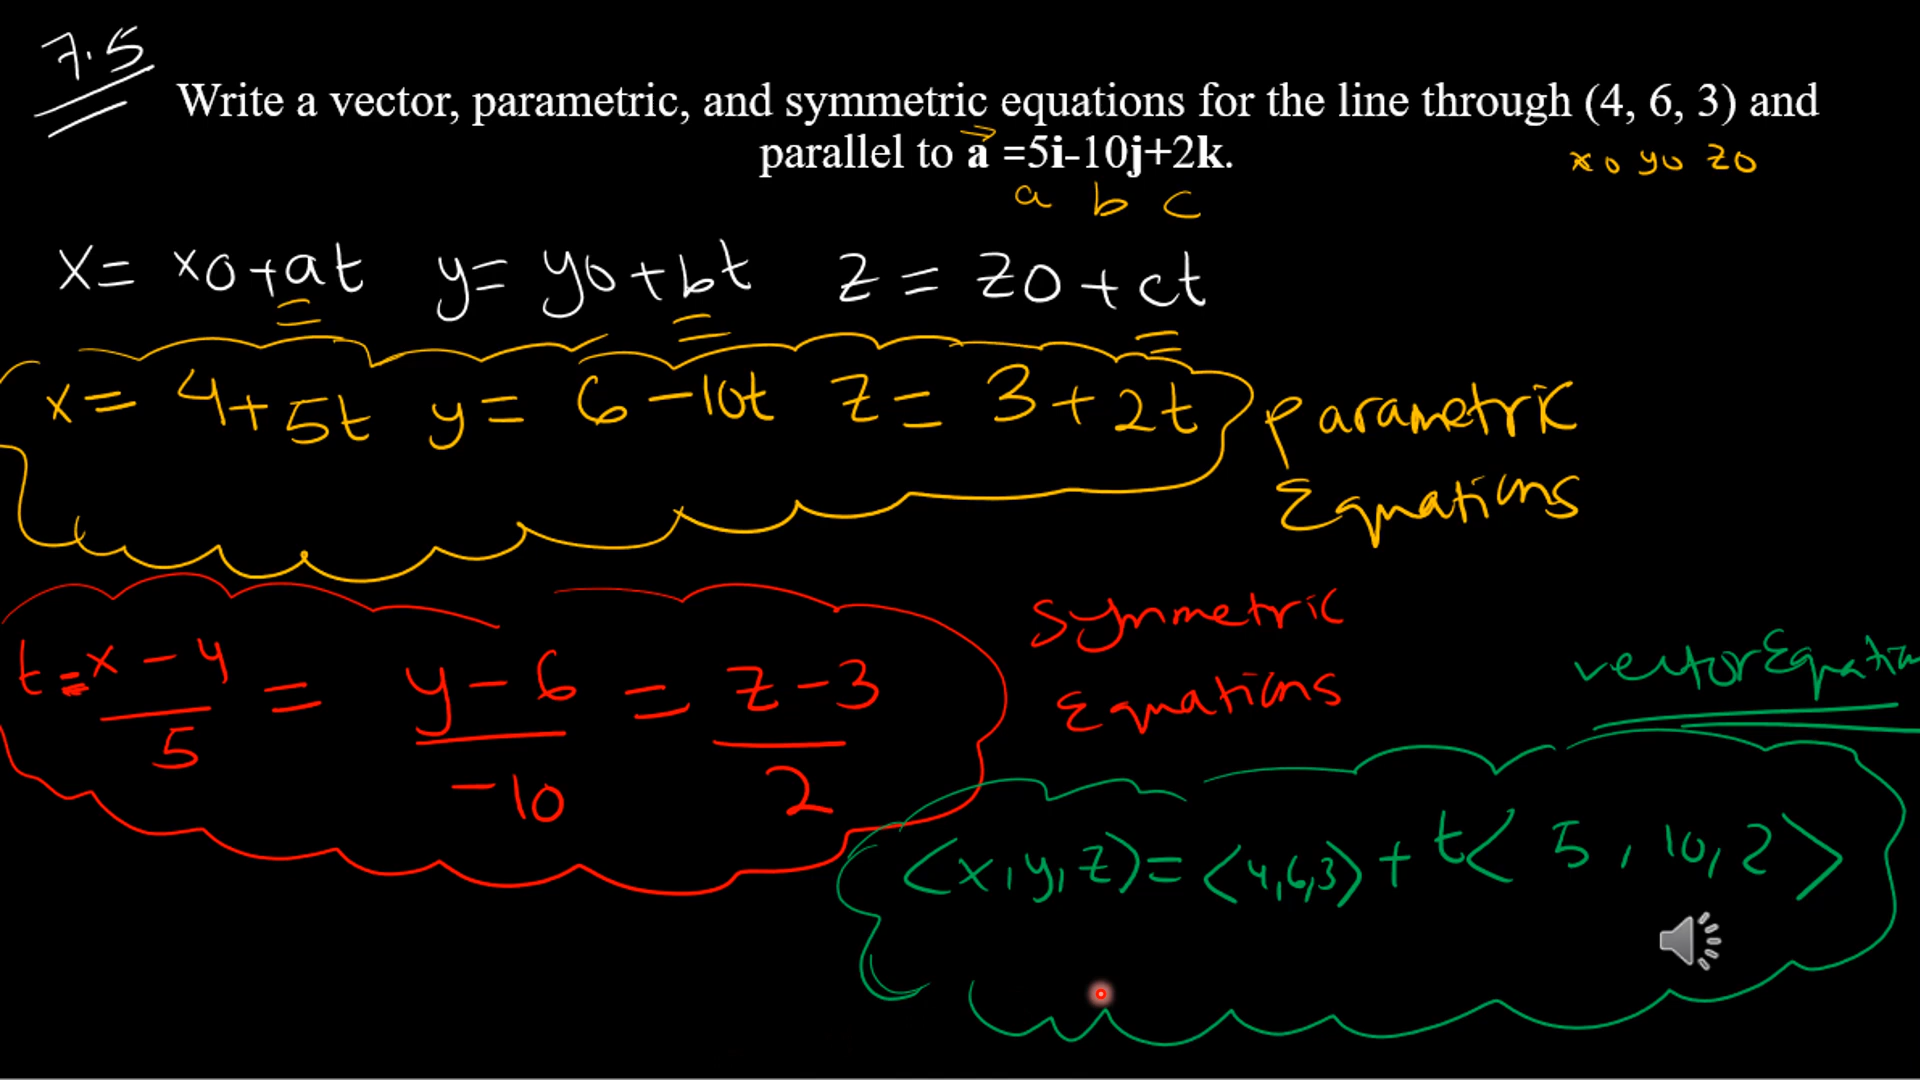 7.5
Write a vector, parametric, and symmetric equations for the line through (4, 6, 3) and
parallel to a⃗ =5i-10j+2k.
x0 y0 z0
a b c
x= x0+at y= y0+bt z = z0+ct
x= 4+5t y= 6-10t z= 3+2t
Parametric
Equations
Symmetric
Equations
t=x-4/5 = y-6/-10 = z-3/2
vector Equation
<x,y,z>=<4,6,3>+t<5,10,2>